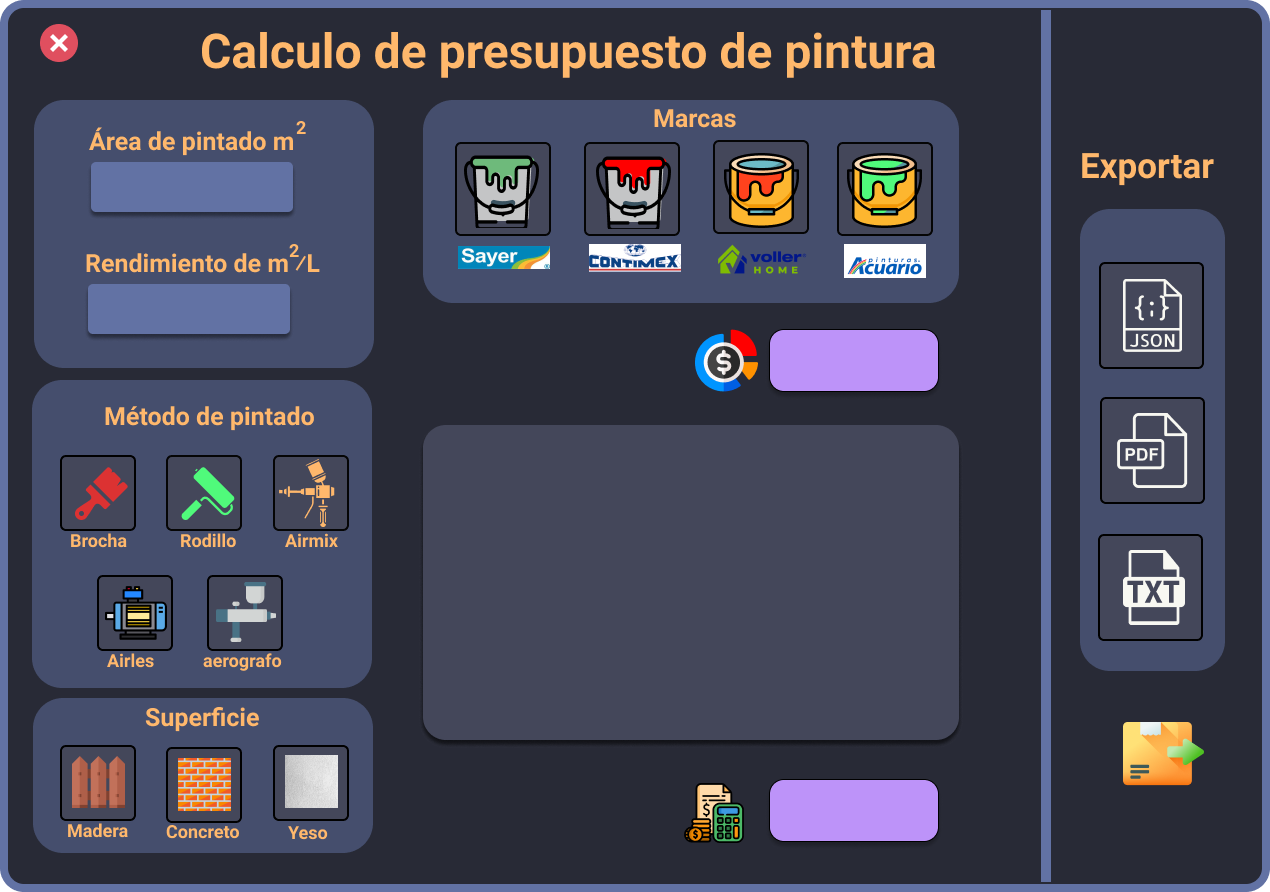 Calculo de presupuesto de pintura
Área de pintado m²
Rendimiento de m²/L
Método de pintado
Brocha Rodillo Airmix
Airles aerografo
Superficie
Madera Concreto Yeso
Marcas
Sayer ® CONTIMEX voller HOME pinturas Acuario
$
$
$
Exportar
{;}
JSON
PDF
TXT